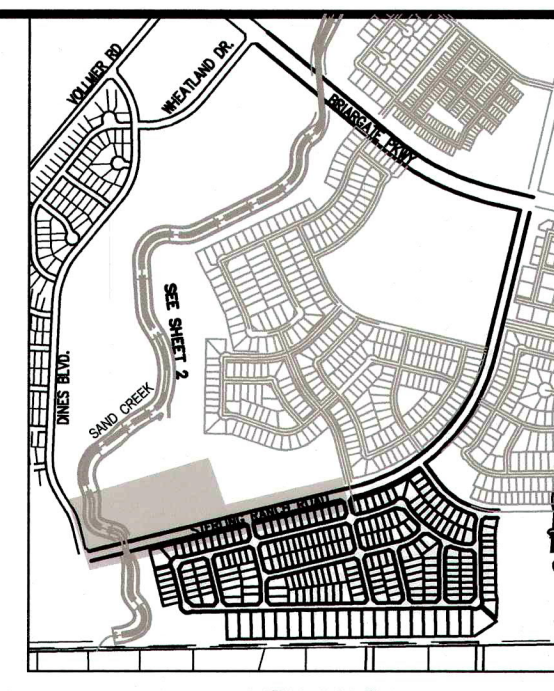 VOLLMER RD
WHEATLAND DR.
BRIARGATE PKWY
SEE SHEET 2
DINES BLVD.
SAND CREEK
STERLING RANCH ROAD